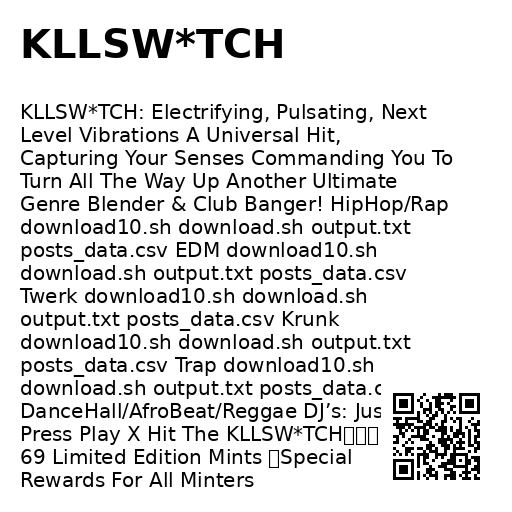 KLLSW*TCH
KLLSW*TCH: Electrifying, Pulsating, Next
Level Vibrations A Universal Hit,
Capturing Your Senses Commanding You To
Turn All The Way Up Another Ultimate
Genre Blender & Club Banger! HipHop/Rap
download10.sh download.sh output.txt
posts_data.csv EDM download10.sh
download.sh output.txt posts_data.csv
Twerk download10.sh download.sh
output.txt posts_data.csv Krunk
download10.sh download.sh output.txt
posts_data.csv Trap download10.sh
download.sh output.txt posts_data.c
DanceHall/AfroBeat/Reggae DJ’s: Jus
Press Play X Hit The KLLSW*TCH
69 Limited Edition Mints Special
Rewards For All Minters